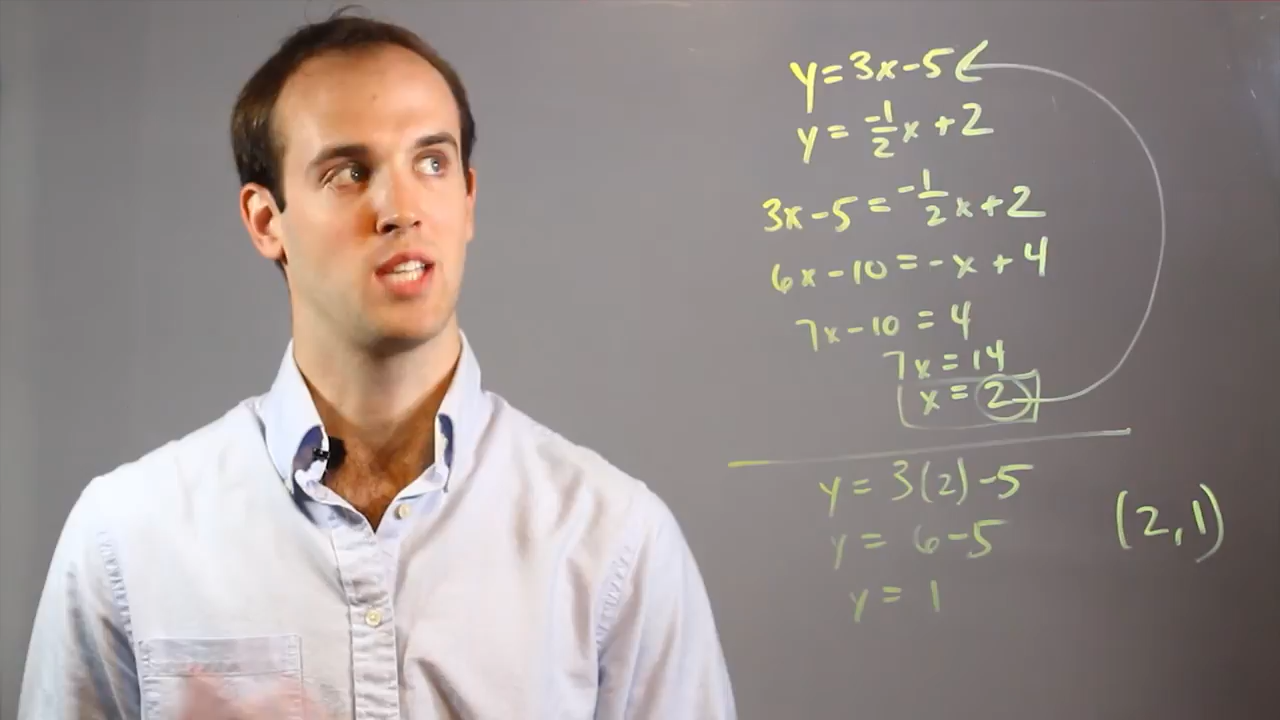 y=3x-5
y=-1/2x+2
3x-5=-1/2x+2
6x-10=-x+4
7x-10=4
7x=14
x=2
y=3(2)-5
y=6-5
y=1
(2,1)